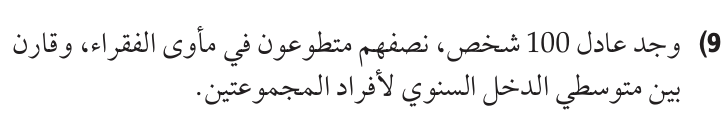 9) وجد عادل 100 شخص، نصفهم متطوعون في مأوى الفقراء، وقارن
بين متوسطي الدخل السنوي لأفراد المجموعتين.